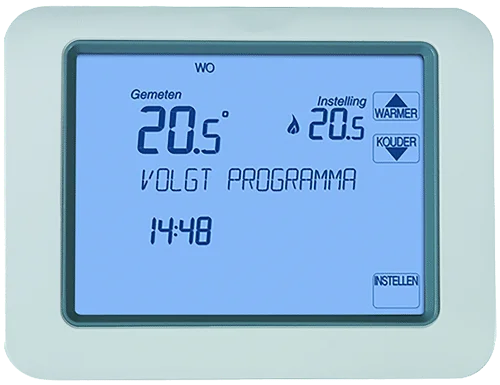 WO
Gemeten
Instelling
20.5°
20.5
WARMER
KOUDER
VOLGT PROGRAMMA
14:48
INSTELLEN